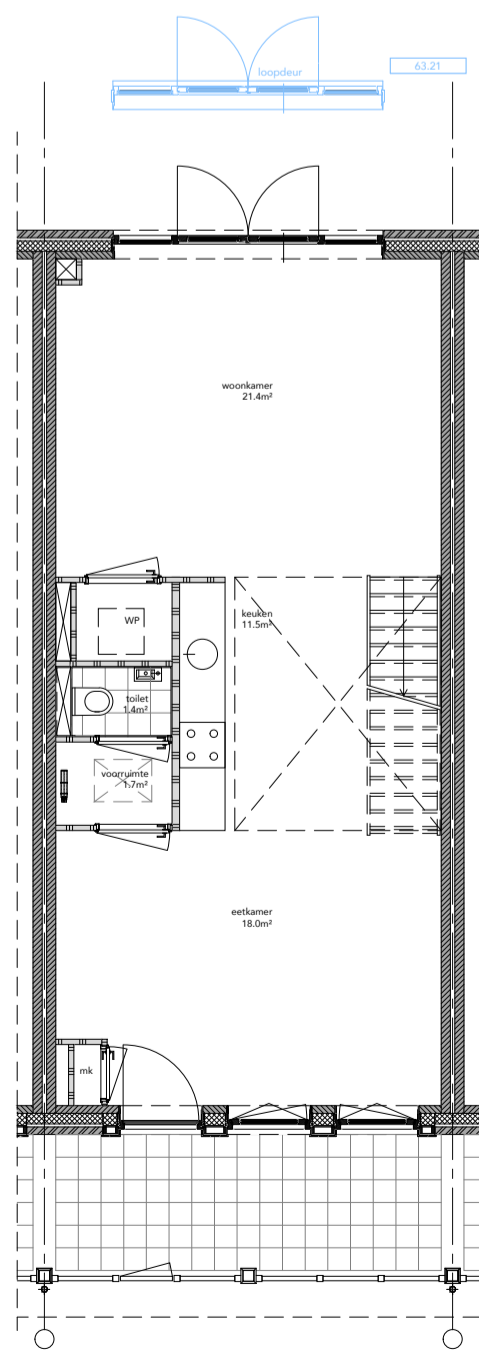 loopdeur
63.21
woonkamer
21.4m²
keuken
11.5m²
WP
toilet
1.4m²
voorruimte
1.7m²
eetkamer
18.0m²
mk